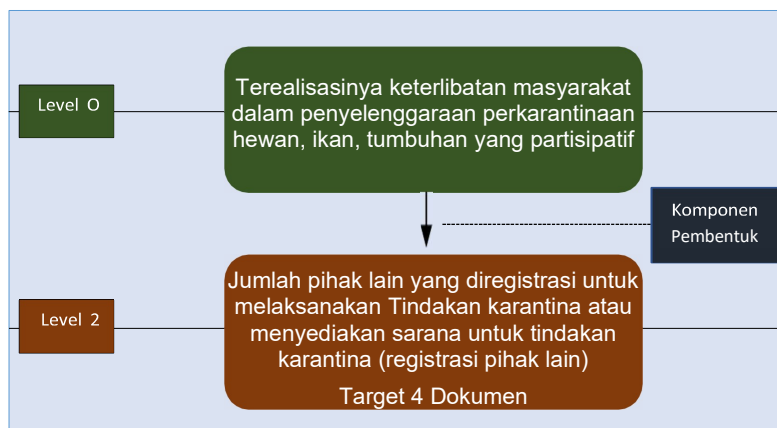 Level O
Terealisasinya keterlibatan masyarakat
dalam penyelenggaraan perkarantinaan
hewan, ikan, tumbuhan yang partisipatif
Komponen
Pembentuk
Level 2
Jumlah pihak lain yang diregistrasi untuk
melaksanakan Tindakan karantina atau
menyediakan sarana untuk tindakan
karantina (registrasi pihak lain)
Target 4 Dokumen